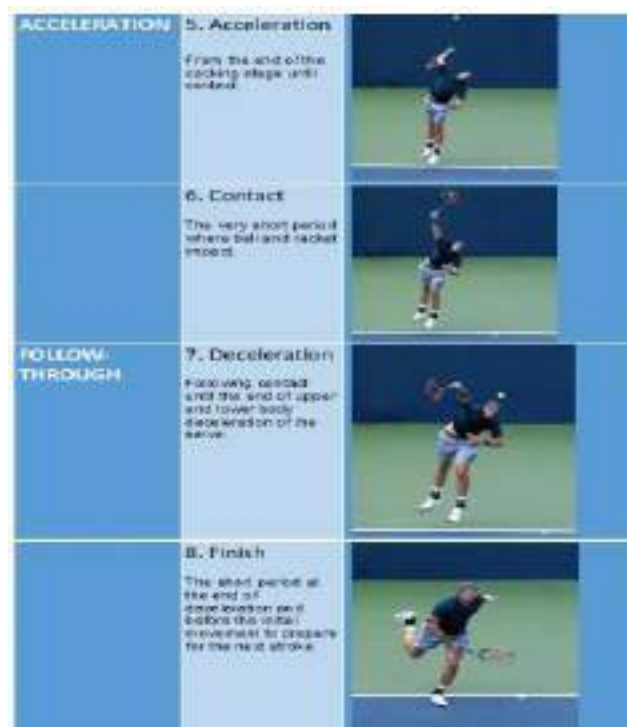 ACCELERATION
5. Acceleration
From the end of the
cocking stage until
contact.
6. Contact
The very short period
where ball and racket
impact.
FOLLOW-
THROUGH
7. Deceleration
Following contact
until the end of upper
and lower body
deceleration of the
serve.
8. Finish
The short period at
the end of
deceleration and
before the initial
movement to prepare
for the next stroke.